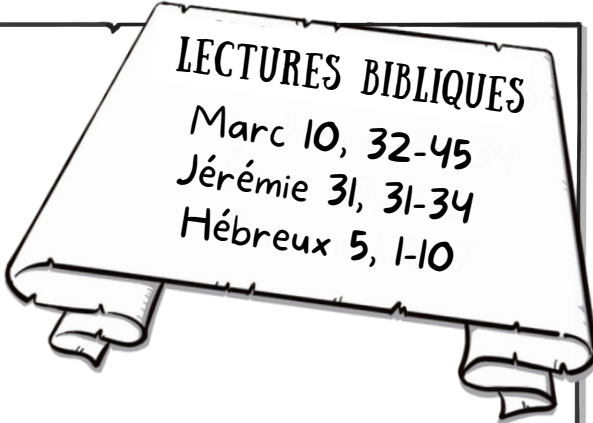 LECTURES BIBLIQUES
Marc 10, 32-45
Jérémie 31, 31-34
Hébreux 5, 1-10